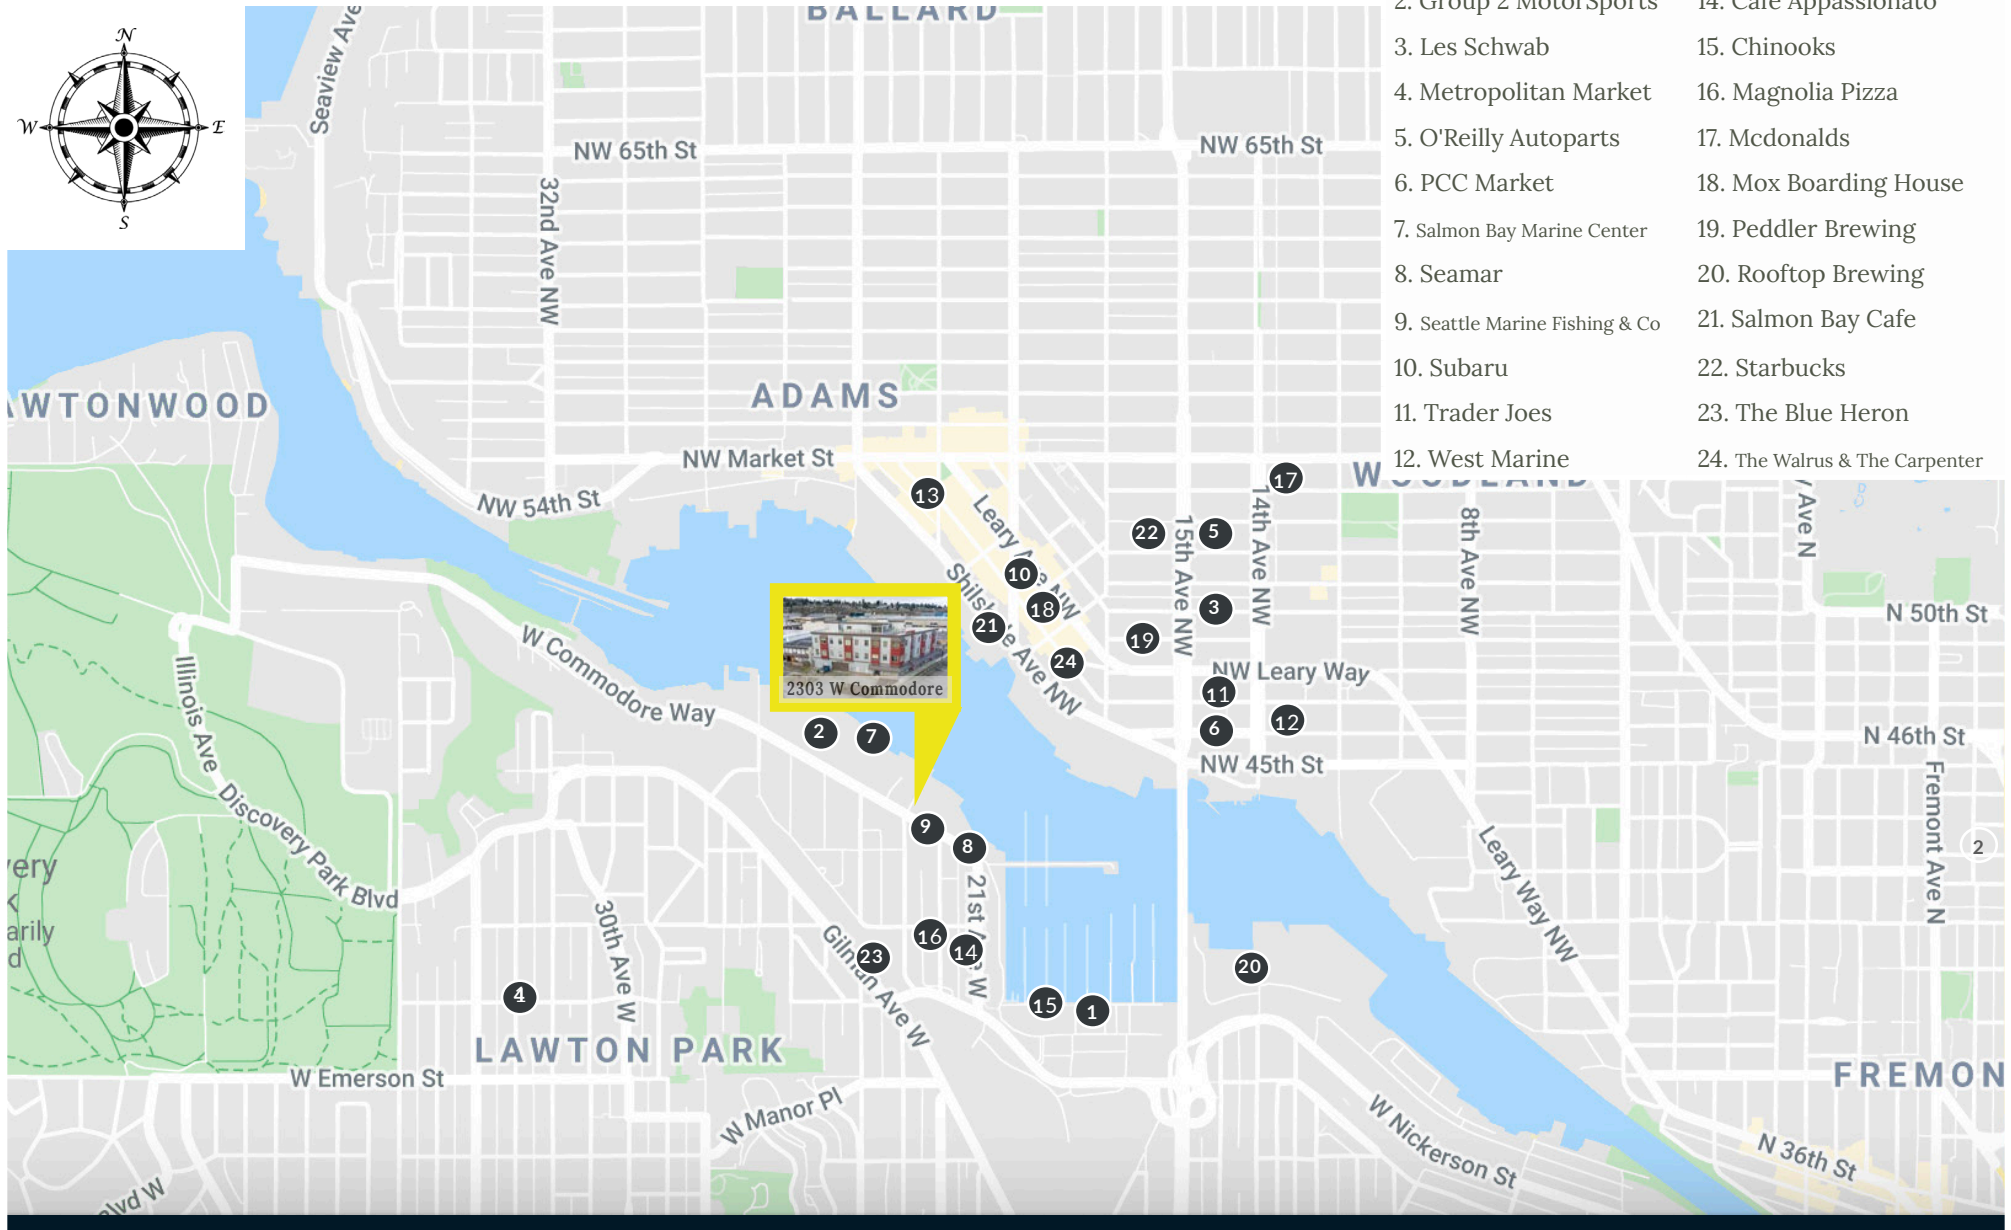 N
W
E
S
2. Group 2 MotorSports
3. Les Schwab
4. Metropolitan Market
5. O'Reilly Autoparts
6. PCC Market
7. Salmon Bay Marine Center
8. Seamar
9. Seattle Marine Fishing & Co
10. Subaru
11. Trader Joes
12. West Marine
14. Cafe Appassionato
15. Chinooks
16. Magnolia Pizza
17. Mcdonalds
18. Mox Boarding House
19. Peddler Brewing
20. Rooftop Brewing
21. Salmon Bay Cafe
22. Starbucks
23. The Blue Heron
24. The Walrus & The Carpenter
BALLARD
Seaview Ave
NW 65th St
NW 65th St
32nd Ave NW
AWTONWOOD
ADAMS
NW Market St
WOODLAND
17
13
NW 54th St
Leary Ave NW
22
15th Ave NW
5
14th Ave NW
8th Ave NW
Ave N
10
Shilshole Ave NW
18
3
N 50th St
21
19
24
2303 W Commodore
W Commodore Way
NW Leary Way
11
Illinois Ave
2
7
6
12
N 46th St
NW 45th St
Discovery Park Blvd
9
8
Leary Way NW
Fremont Ave N
2
very
arily
d
21st Ave W
30th Ave W
16
14
Gilman Ave W
23
20
4
15
1
LAWTON PARK
W Emerson St
FREMON
W Manor Pl
W Nickerson St
N 36th St
lvd W